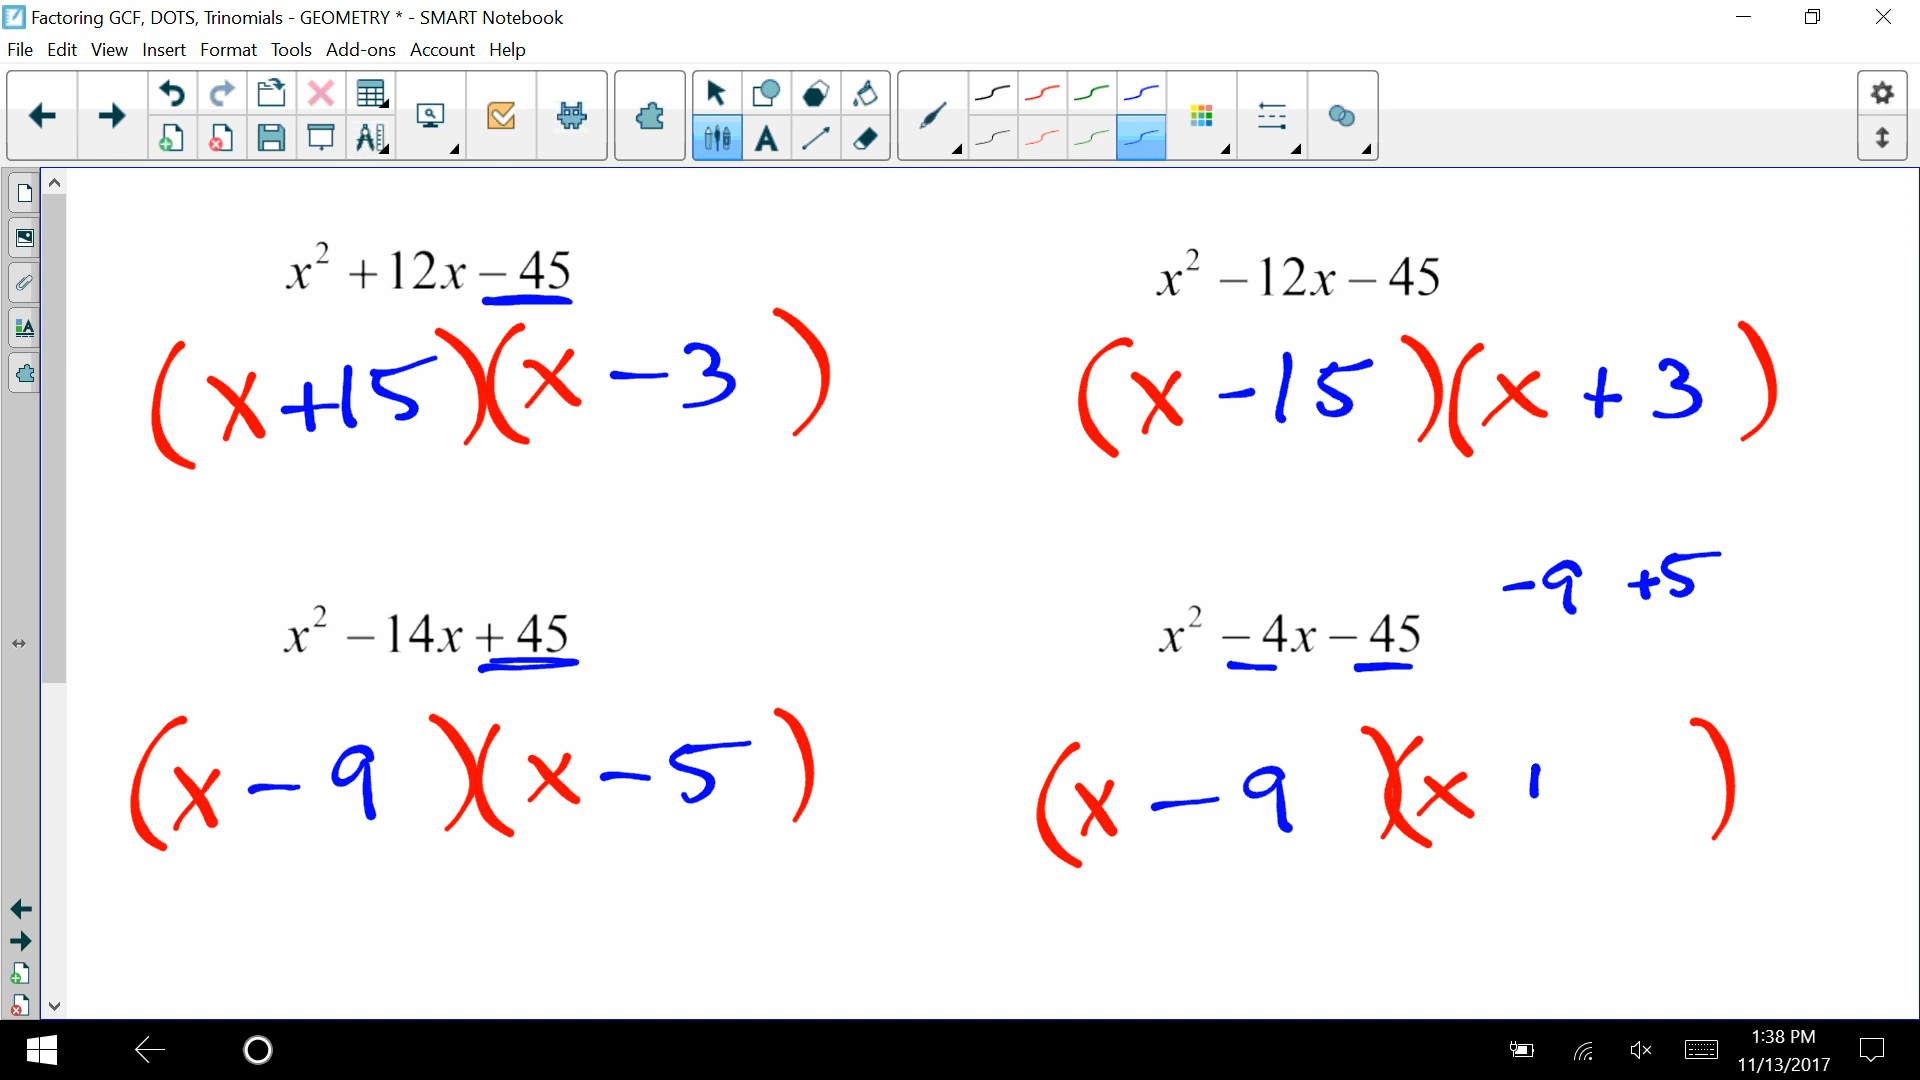 Factoring GCF, DOTS, Trinomials - GEOMETRY * - SMART Notebook
File Edit View Insert Format Tools Add-ons Account Help
x² + 12x − 45
(x +15)(x − 3)
x² − 12x − 45
(x − 15)(x + 3)
x² − 14x + 45
(x − 9)(x − 5)
-9 +5
x² − 4x − 45
(x − 9)(x ı )
1:38 PM
11/13/2017